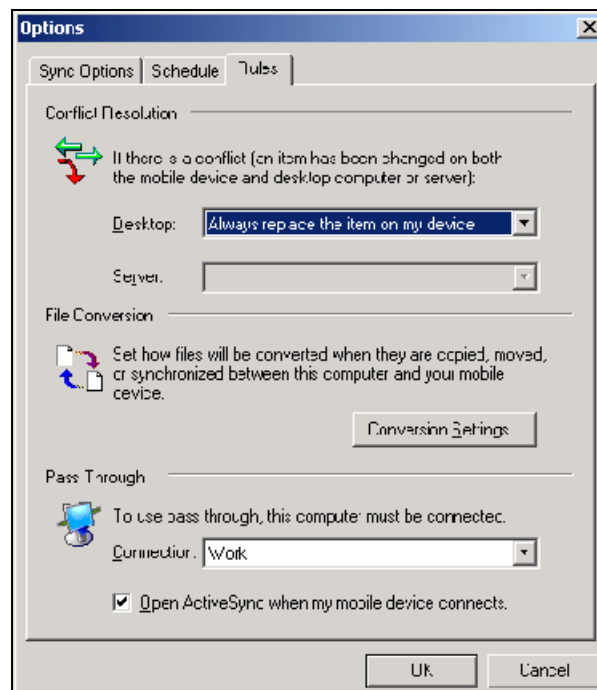 Options
Sync Options Schedule Rules
Conflict Resolution
If there is a conflict (an item has been changed on both
the mobile device and desktop computer or server):
Desktop: Always replace the item on my device
Server:
File Conversion
Set how files will be converted when they are copied, moved,
or synchronized between this computer and your mobile
device.
Conversion Settings
Pass Through
To use pass through, this computer must be connected.
Connection: Work
Open ActiveSync when my mobile device connects.
OK Cancel